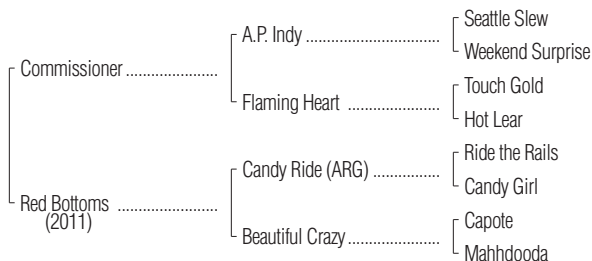 Seattle Slew
A.P. Indy ................................
Weekend Surprise
Commissioner ......................
Touch Gold
Flaming Heart ......................
Hot Lear
Ride the Rails
Candy Ride (ARG) ................
Candy Girl
Red Bottoms ........................
(2011)
Capote
Beautiful Crazy ......................
Mahhdooda